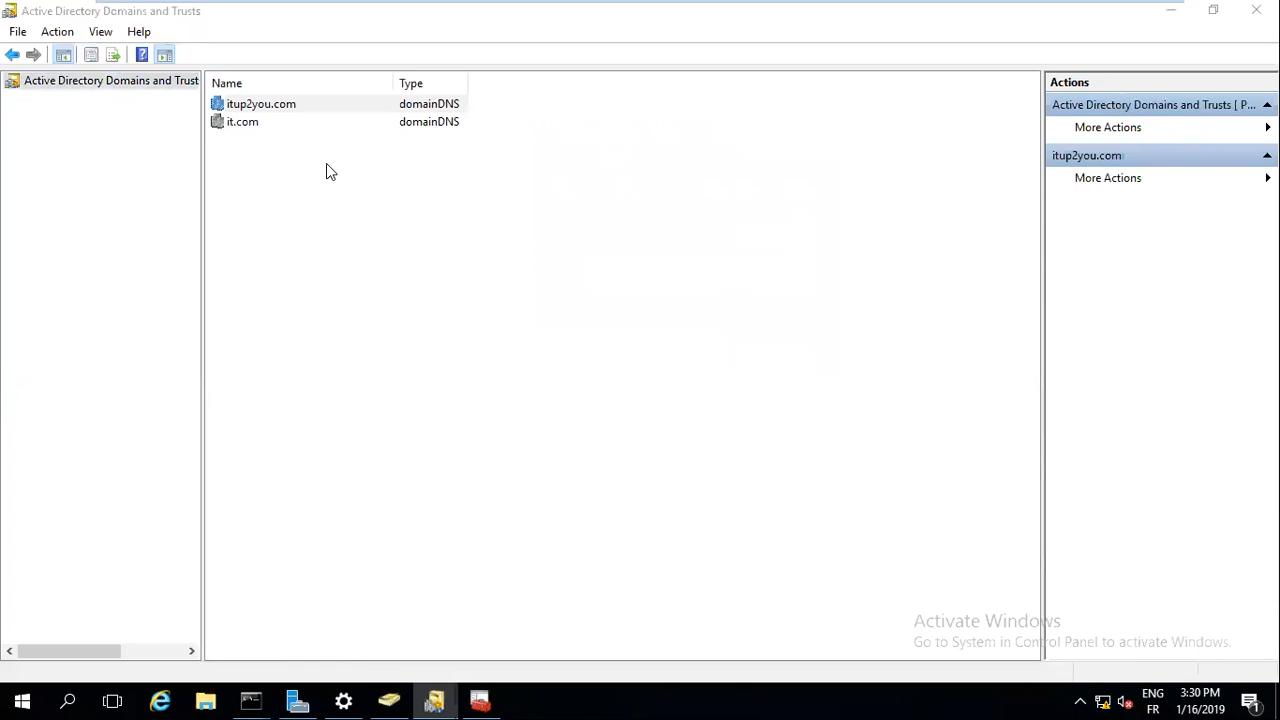 Active Directory Domains and Trusts
File Action View Help
Active Directory Domains and Trust
Name Type
itup2you.com domainDNS
it.com domainDNS
Actions
Active Directory Domains and Trusts [ P...
More Actions
itup2you.com
More Actions
Activate Windows
Go to System in Control Panel to activate Windows.
ENG
FR
3:30 PM
1/16/2019
1